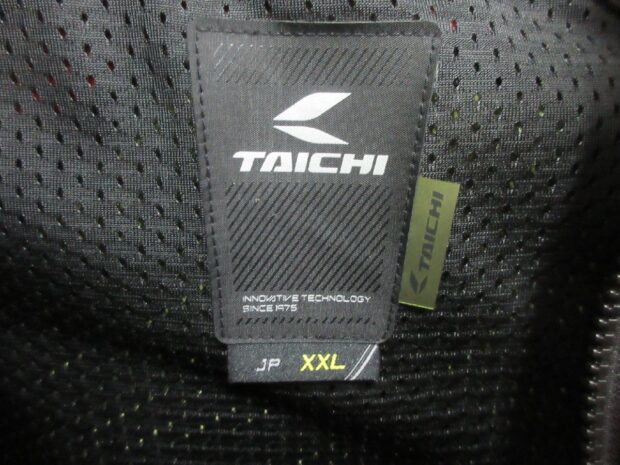 TAICHI
INNOVATIVE TECHNOLOGY
SINCE 1975
JP XXL
TAICHI